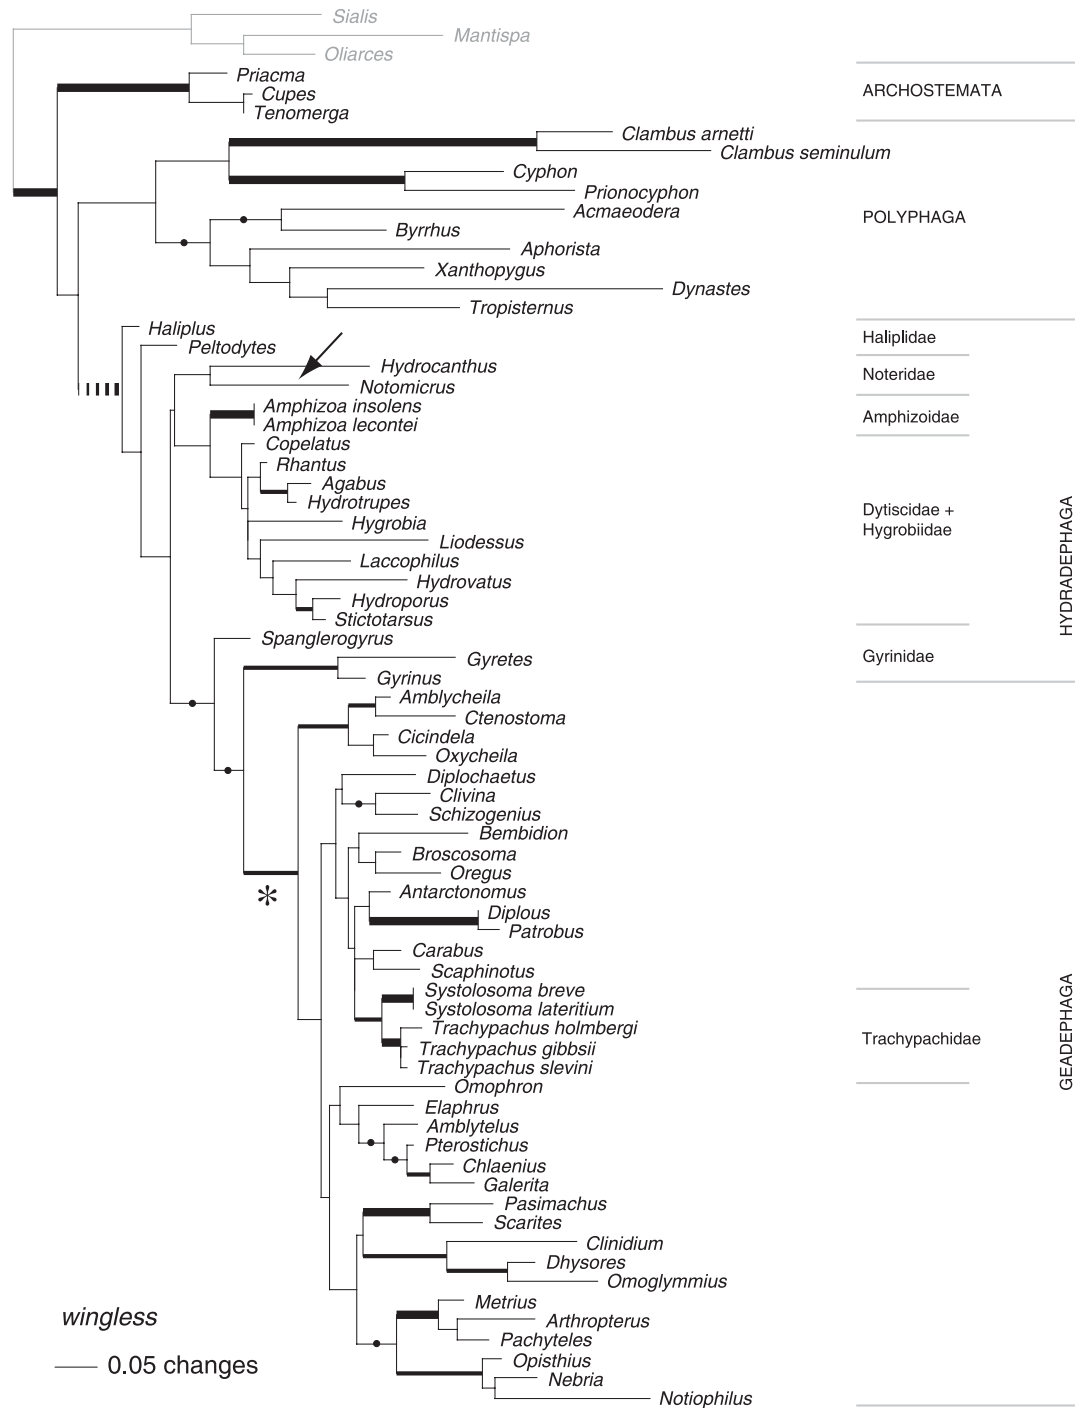 Sialis
Mantispa
Oliarces
Priacma
Cupes
ARCHOSTEMATA
Tenomerga
Clambus arnetti
Clambus seminulum
Cyphon
Prionocyphon
Acmaeodera
POLYPHAGA
Byrrhus
Aphorista
Xanthopygus
Dynastes
Tropisternus
Haliplus
Haliplidae
Peltodytes
Hydrocanthus
Noteridae
Notomicrus
Amphizoa insolens
Amphizoidae
Amphizoa lecontei
Copelatus
Rhantus
Agabus
Hydrotrupes
Dytiscidae +
Hygrobiidae
Hygrobia
Liodessus
Laccophilus
HYDRADEPHAGA
Hydrovatus
Hydroporus
Stictotarsus
Spanglerogyrus
Gyretes
Gyrinidae
Gyrinus
Amblycheila
Ctenostoma
Cicindela
Oxycheila
Diplochaetus
Clivina
Schizogenius
Bembidion
Broscosoma
Oregus
*
Antarctonomus
Diplous
Patrobus
Carabus
Scaphinotus
Systolosoma breve
Systolosoma lateritium
Trachypachus holmbergi
Trachypachidae
GEADEPHAGA
Trachypachus gibbsii
Trachypachus slevini
Omophron
Elaphrus
Amblytelus
Pterostichus
Chlaenius
Galerita
Pasimachus
Scarites
Clinidium
Dhysores
Omoglymmius
Metrius
wingless
Arthropterus
Pachyteles
Opisthius
0.05 changes
Nebria
Notiophilus